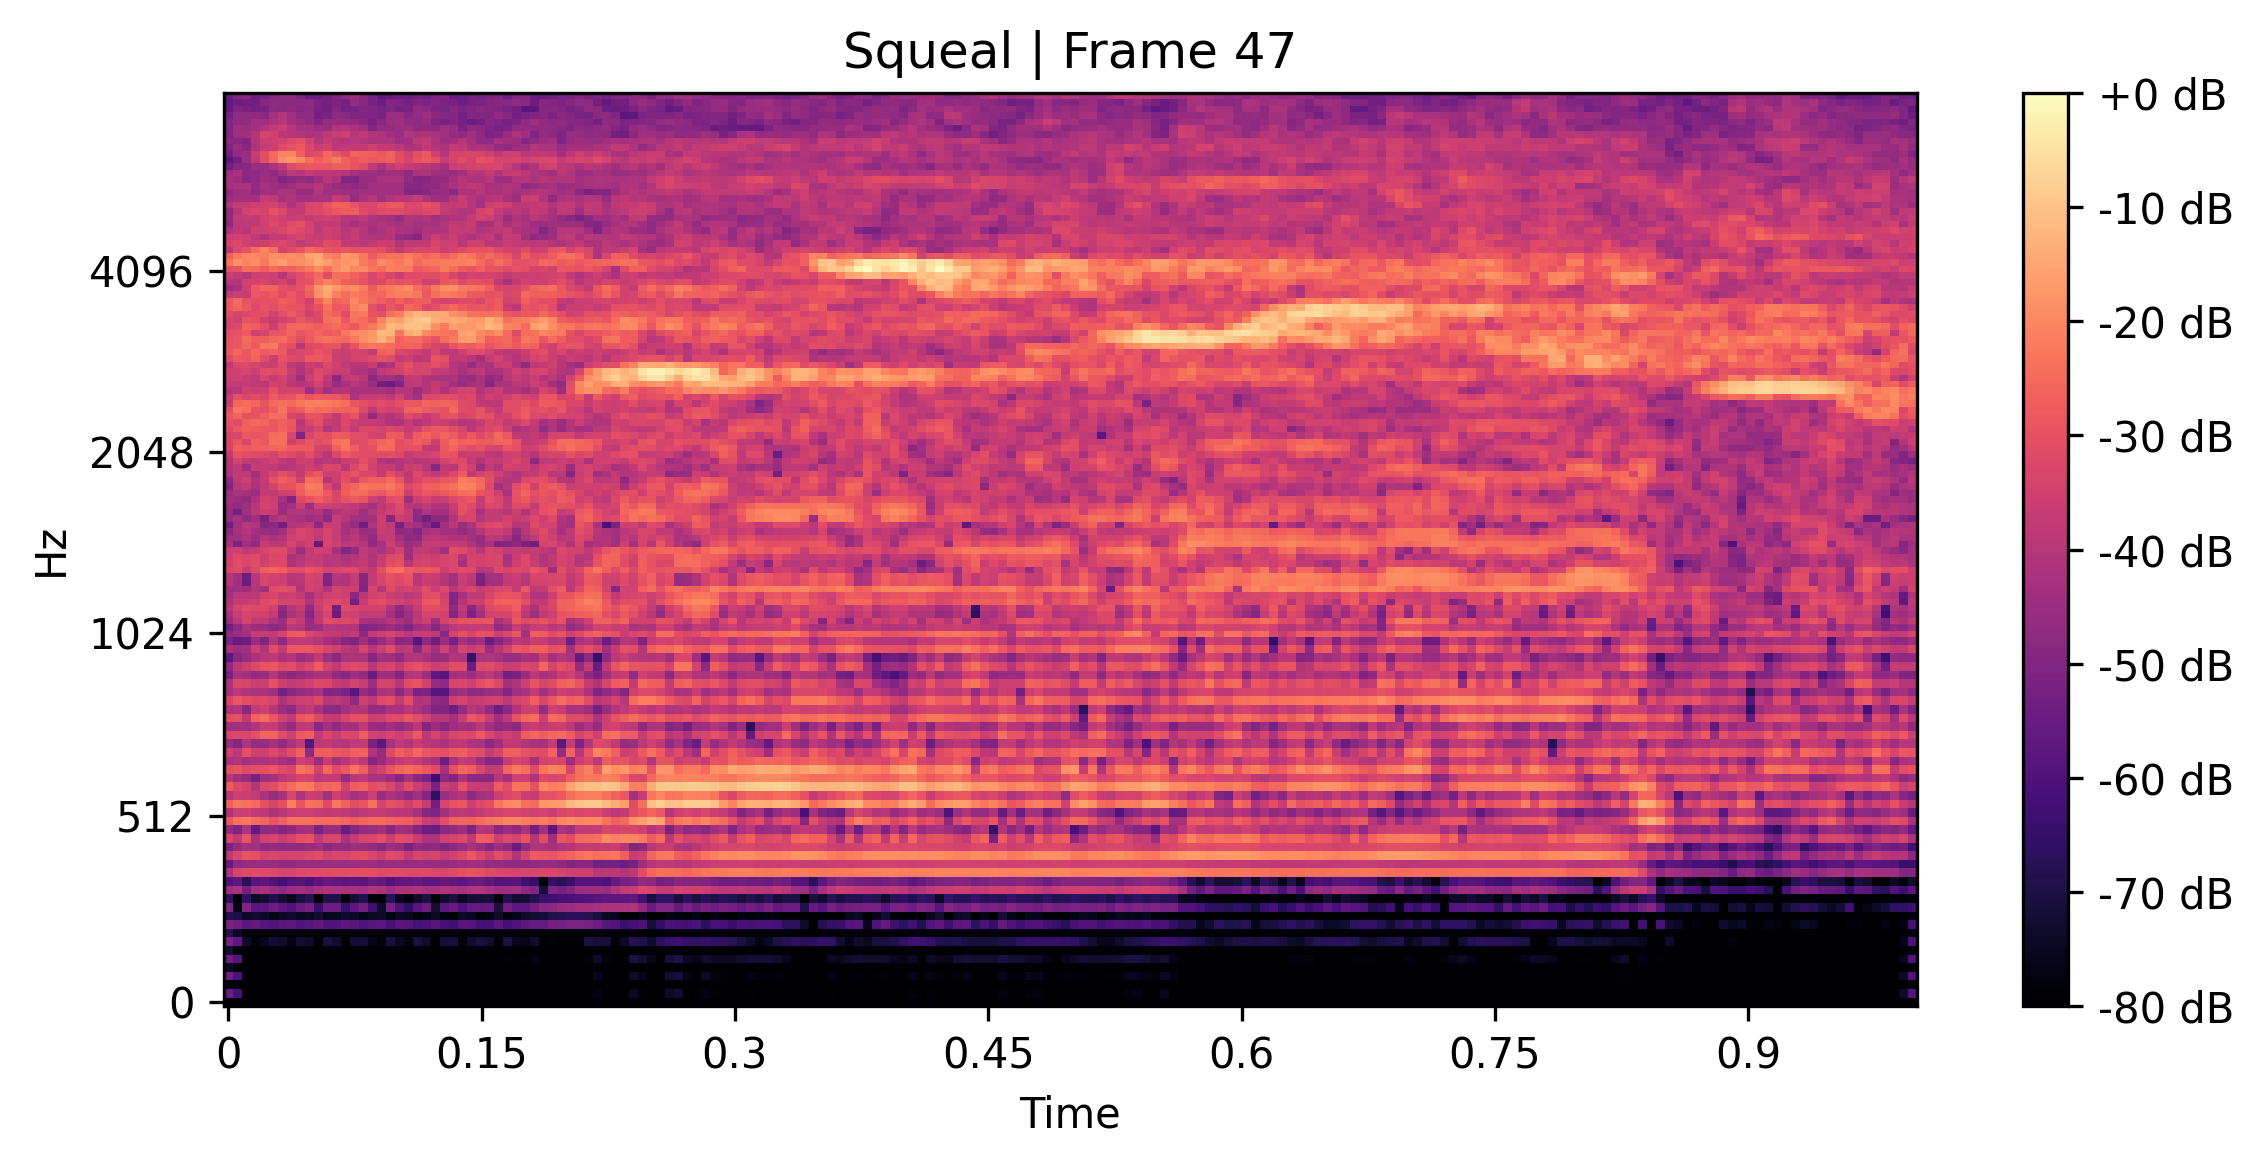 Squeal | Frame 47
Hz
4096
2048
1024
512
0
0 0.15 0.3 0.45 0.6 0.75 0.9
Time
+0 dB
-10 dB
-20 dB
-30 dB
-40 dB
-50 dB
-60 dB
-70 dB
-80 dB